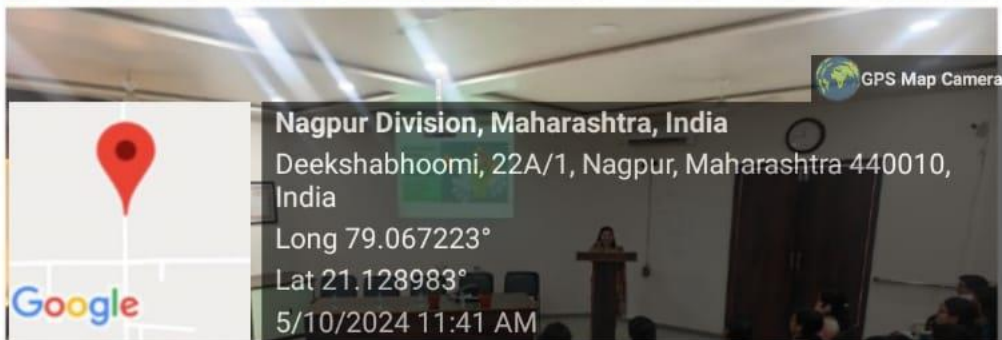 GPS Map Camera
Nagpur Division, Maharashtra, India
Deekshabhoomi, 22A/1, Nagpur, Maharashtra 440010,
India
Long 79.067223°
Lat 21.128983°
5/10/2024 11:41 AM
Google